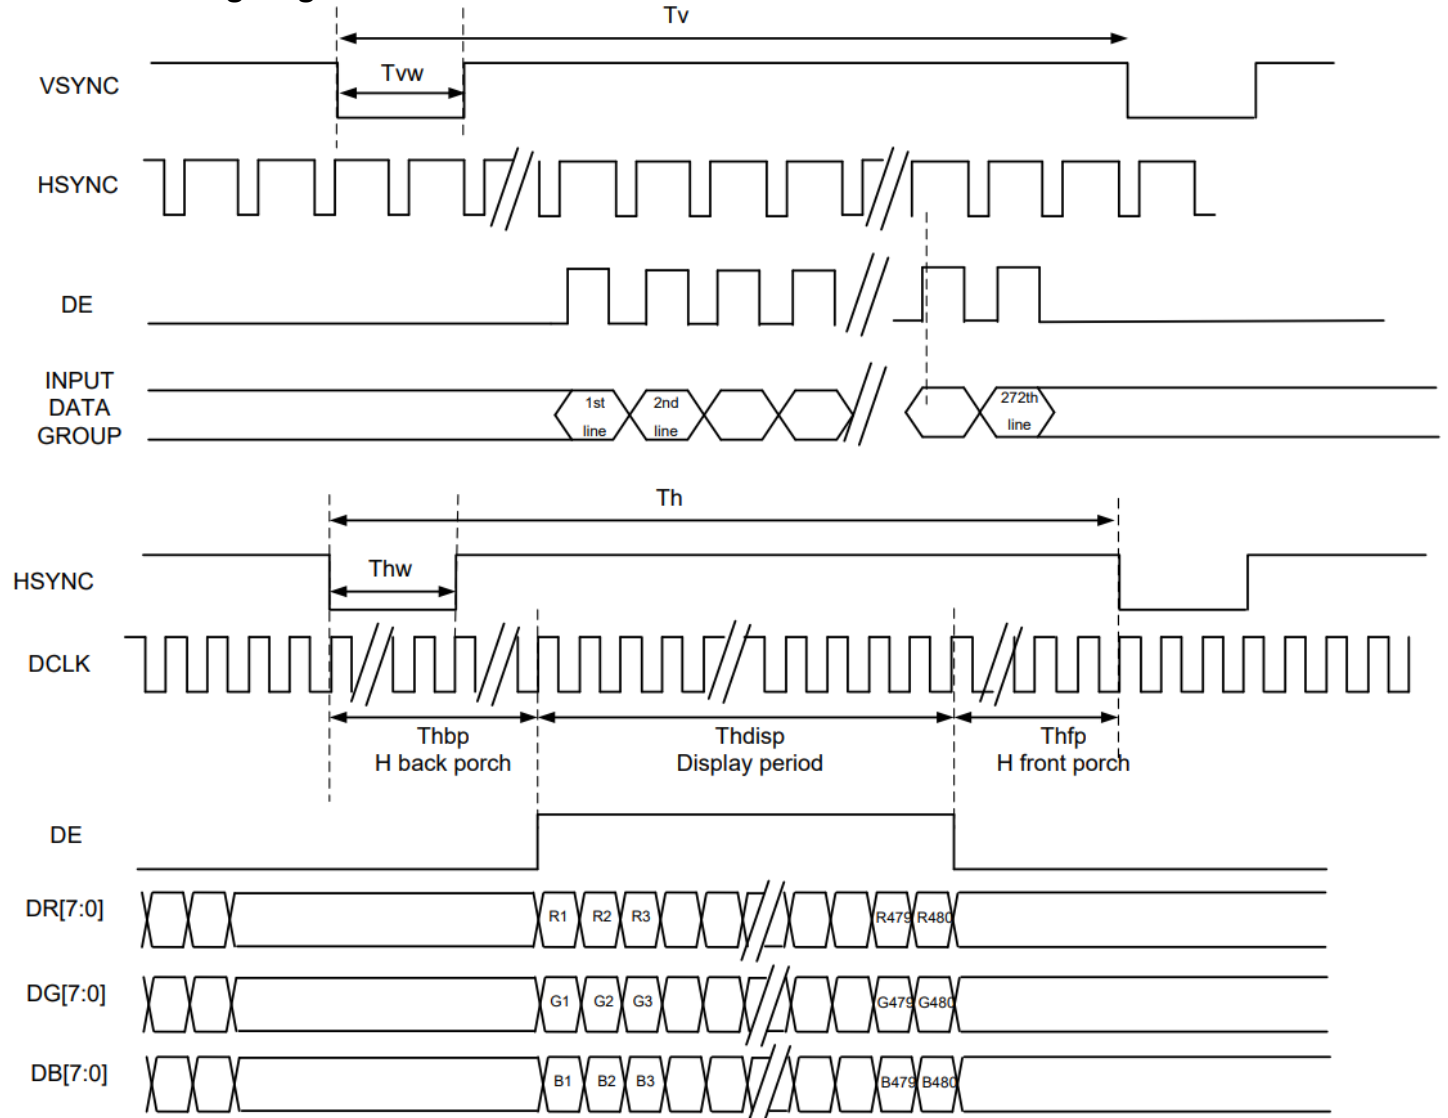 Tv
Tvw
VSYNC
HSYNC
DE
INPUT
DATA
GROUP
1st
line
2nd
line
272th
line
Th
Thw
HSYNC
DCLK
Thbp
H back porch
Thdisp
Display period
Thfp
H front porch
DE
DR[7:0]
R1 R2 R3 R479 R480
DG[7:0]
G1 G2 G3 G479 G480
DB[7:0]
B1 B2 B3 B479 B480